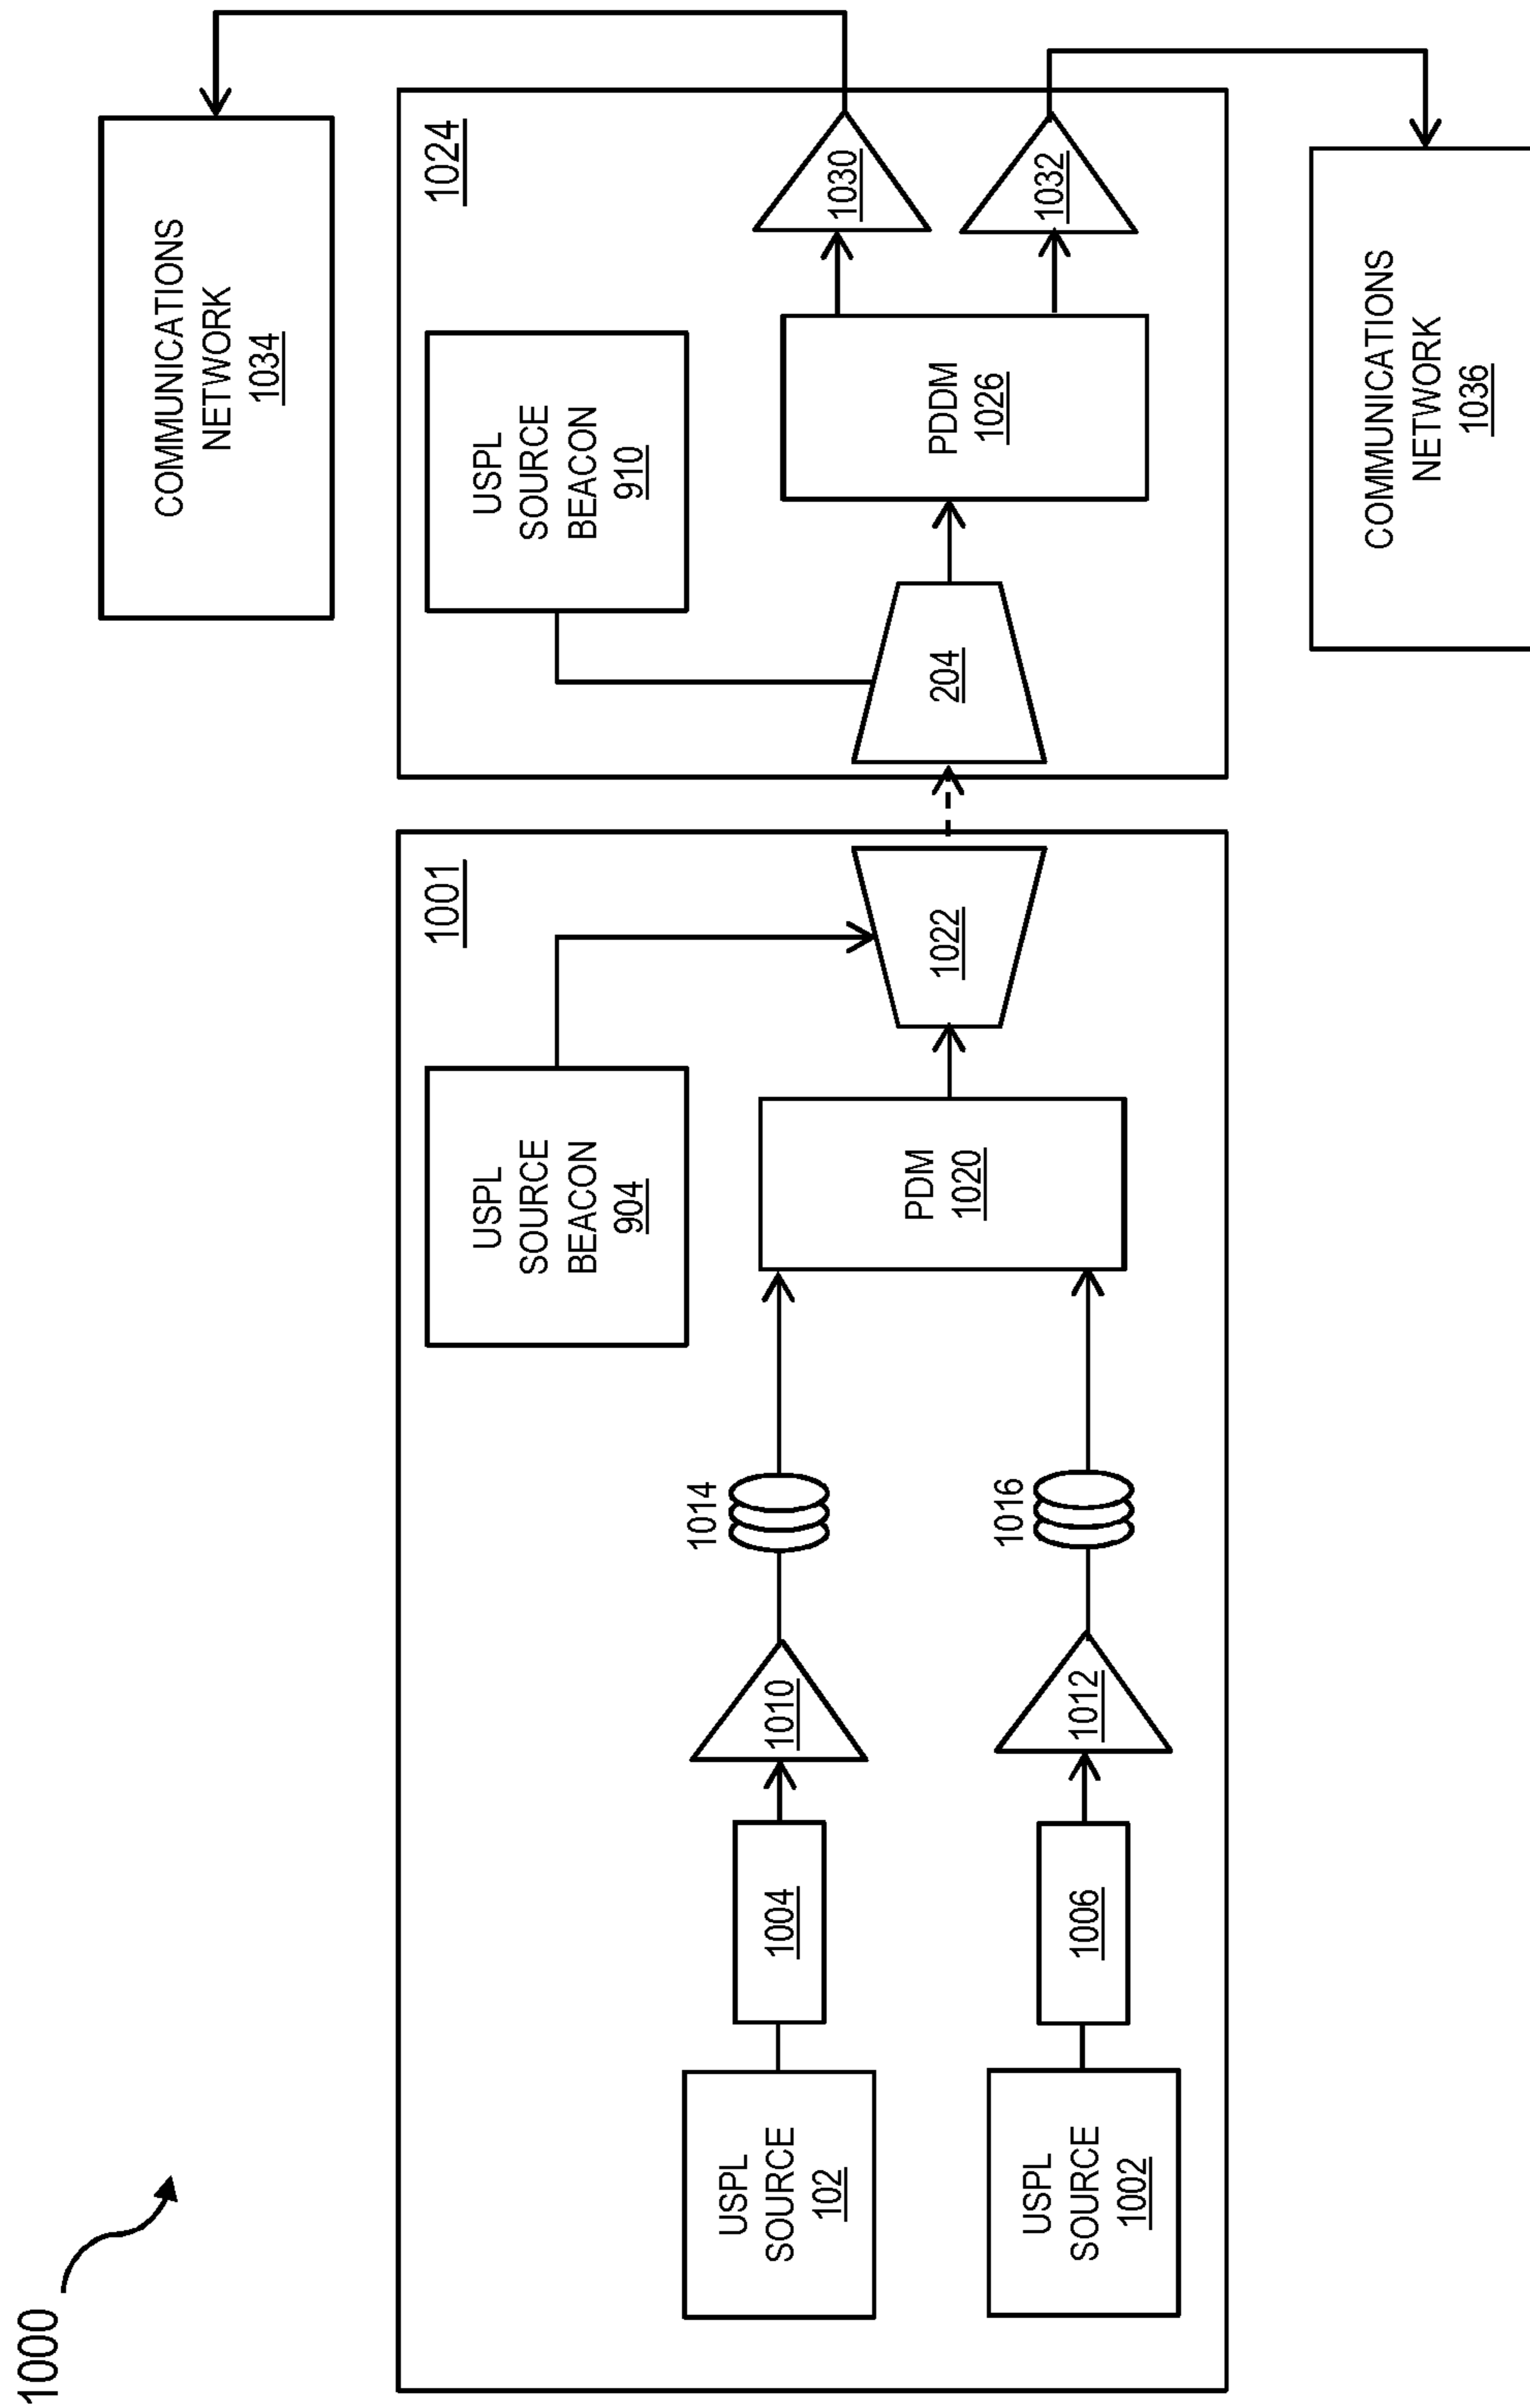 1000
COMMUNICATIONS
NETWORK
1034
1001
1024
USPL
SOURCE
BEACON
904
USPL
SOURCE
BEACON
910
USPL
SOURCE
102
1004
1010
1014
PDM
1020
1022
204
PDDM
1026
1030
1032
USPL
SOURCE
1002
1006
1012
1016
COMMUNICATIONS
NETWORK
1036